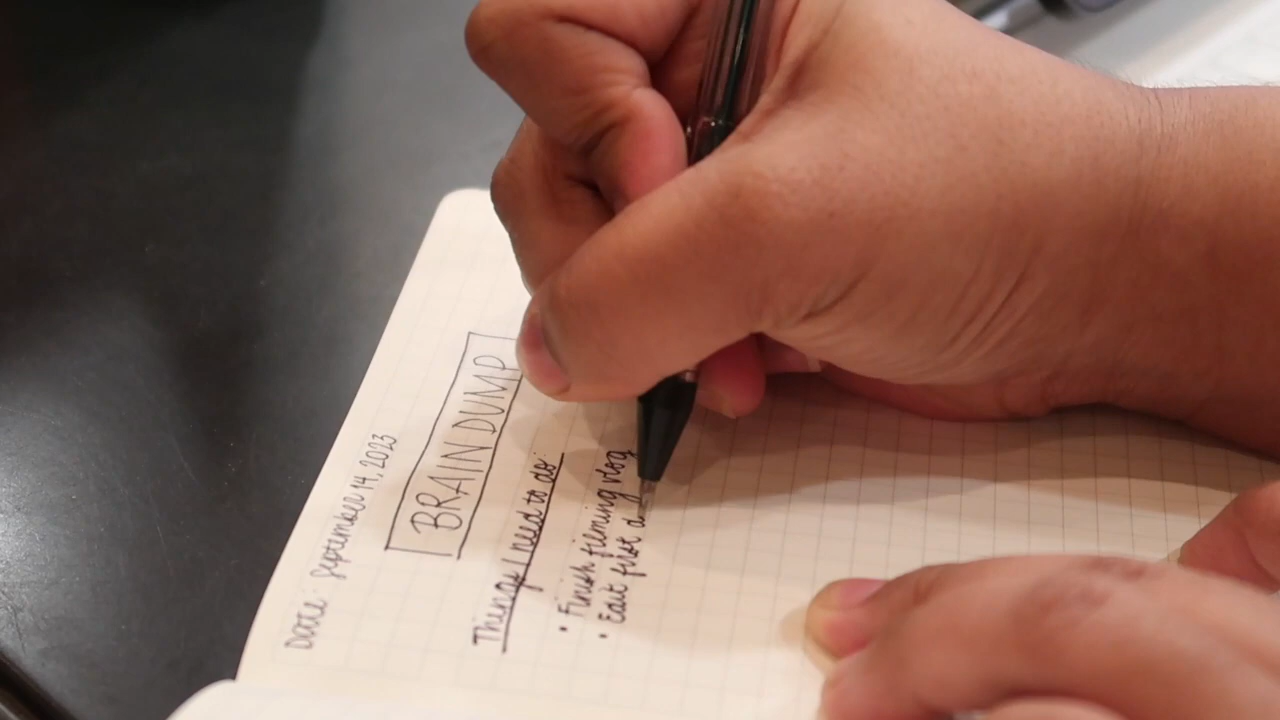 Date: September 14, 2023
BRAIN DUMP
Things I need to do:
• Finish filming vlog
• Edit first d